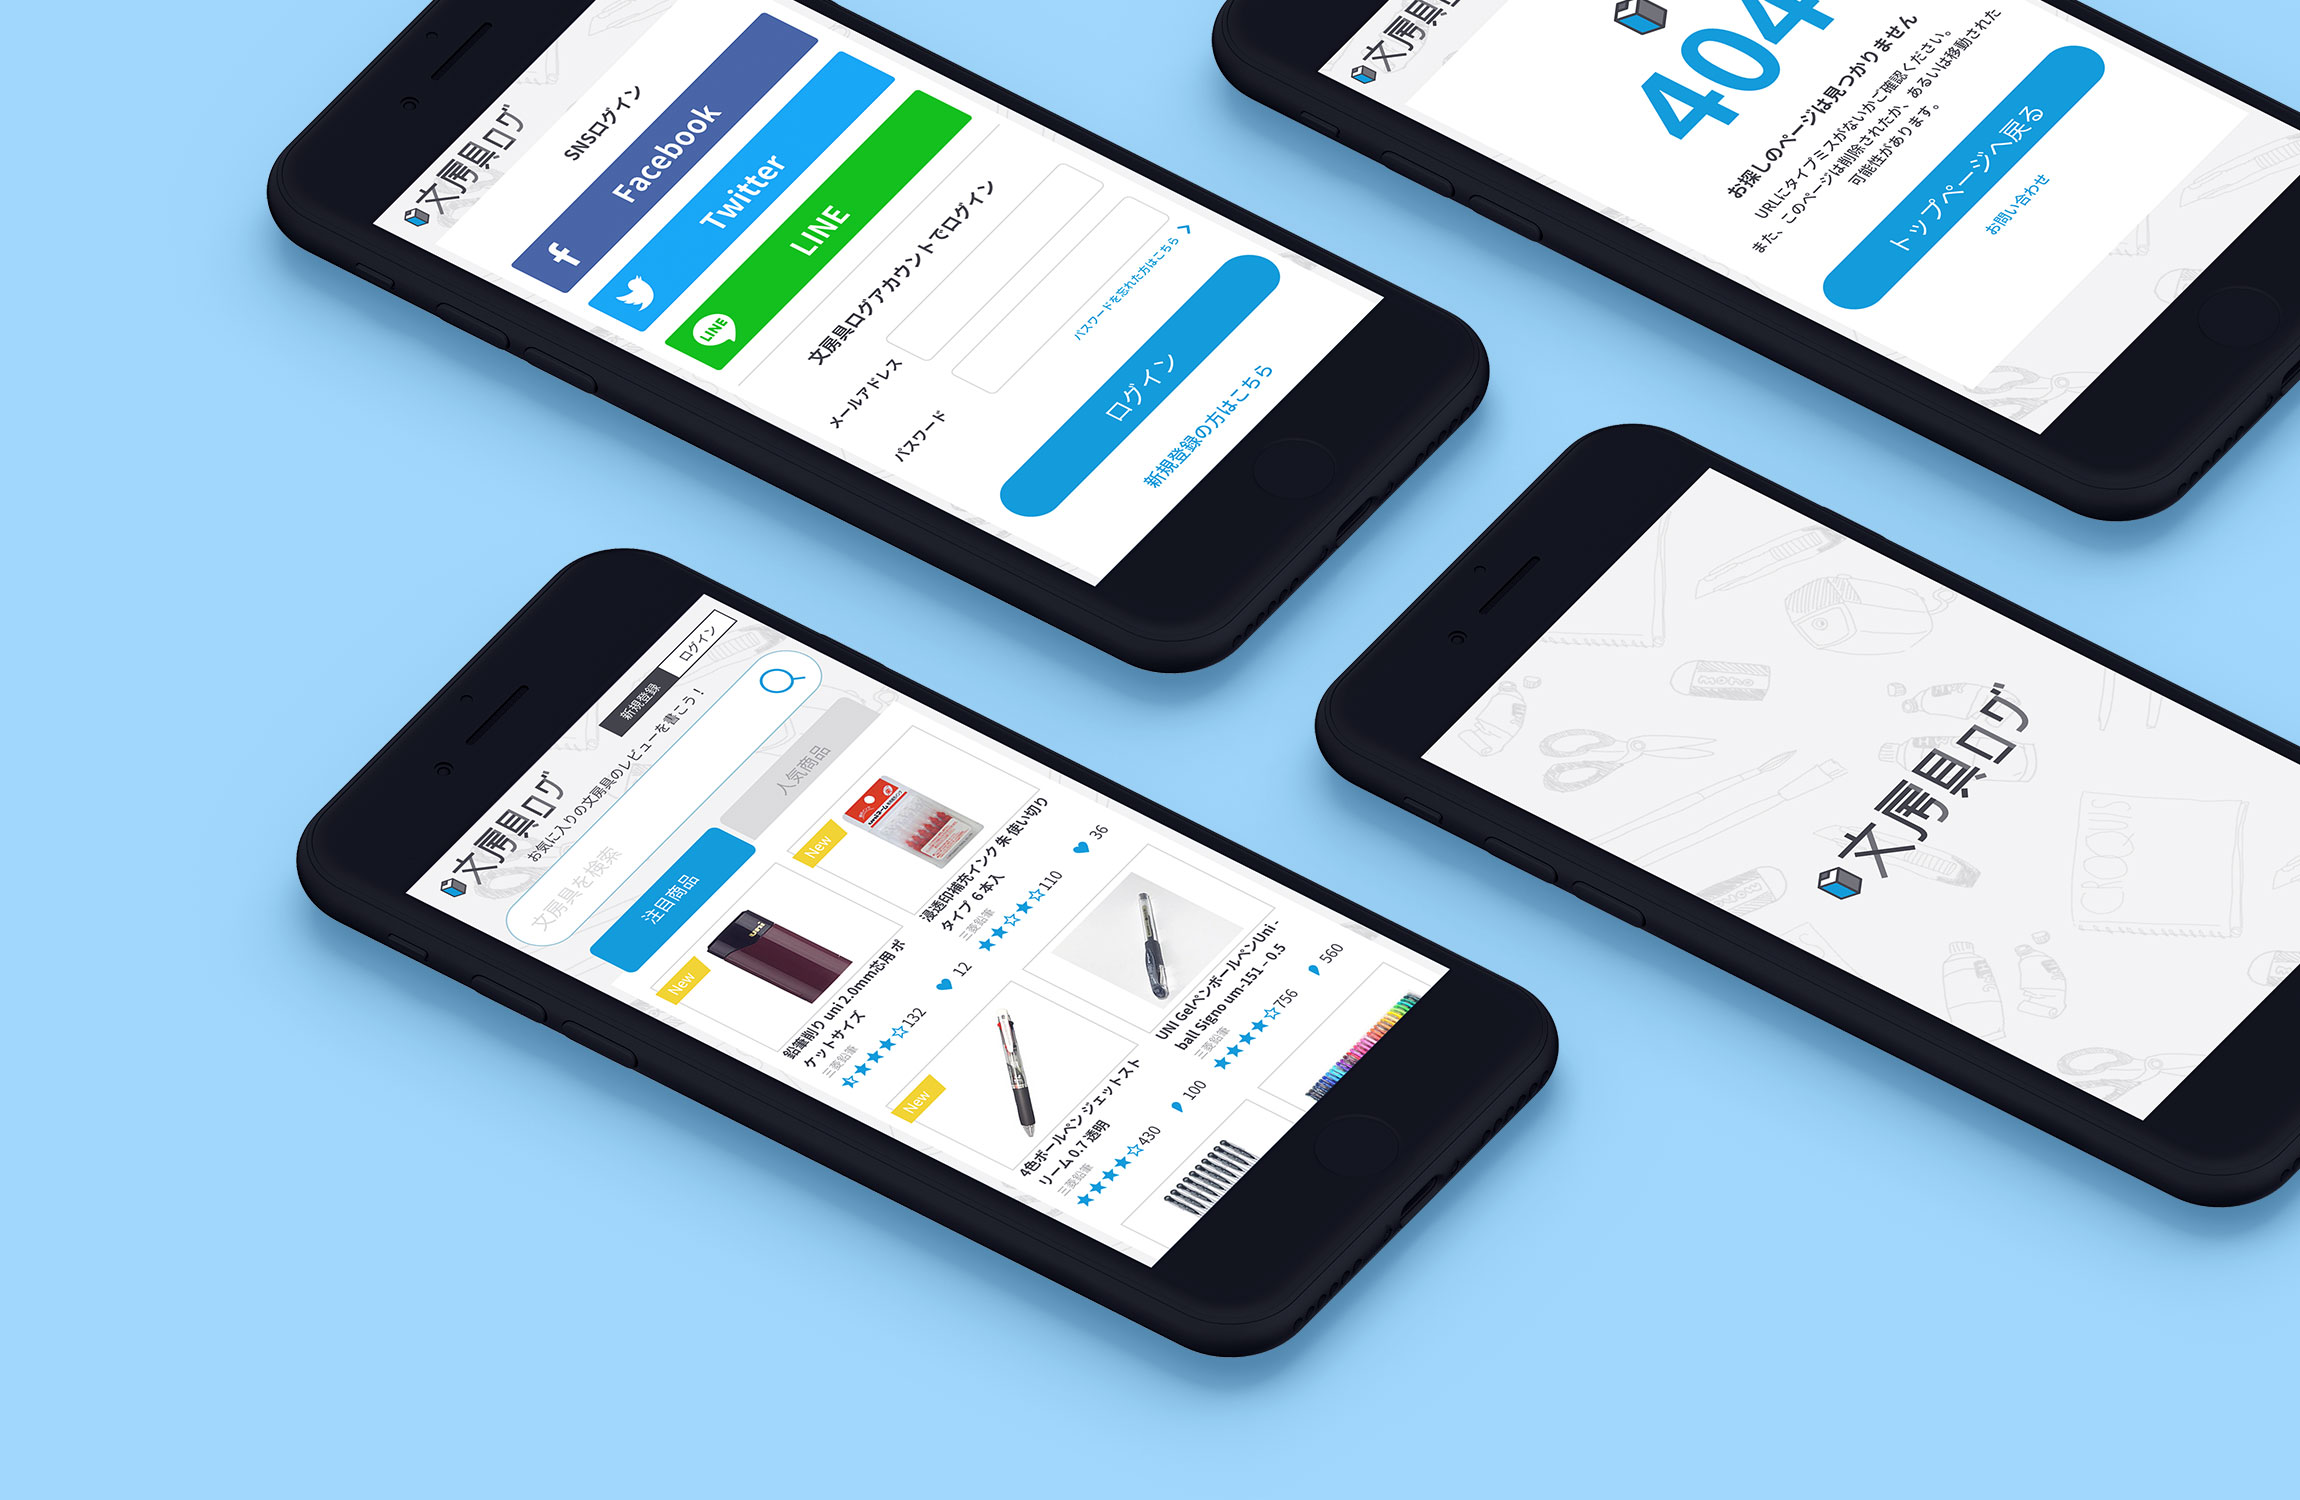 文房具ログ
SNSログイン
Facebook
Twitter
LINE
LINE
文房具ログアカウントでログイン
メールアドレス
パスワード
パスワードを忘れた方はこちら
ログイン
新規登録の方はこちら
文房具
404
お探しのページは見つかりません
URLにタイプミスがないかご確認ください。
また、このページは削除されたか、あるいは移動された
可能性があります。
トップページへ戻る
お問い合わせ
新規登録
ログイン
文房具ログ
お気に入りの文房具のレビューを書こう！
文房具を検索
注目商品
人気商品
New
uni
鉛筆削り uni 2.0mm芯用 ポ
ケットサイズ
三菱鉛筆
132
12
New
浸透印補充インク 朱 使い切り
タイプ 6 本入
三菱鉛筆
110
36
New
4色ボールペン ジェットスト
リーム 0.7 透明
三菱鉛筆
430
100
UNI GelペンボールペンUni -
ball Signo um-151 - 0.5
三菱鉛筆
756
560
文房具ログ
MONO
CROQUIS